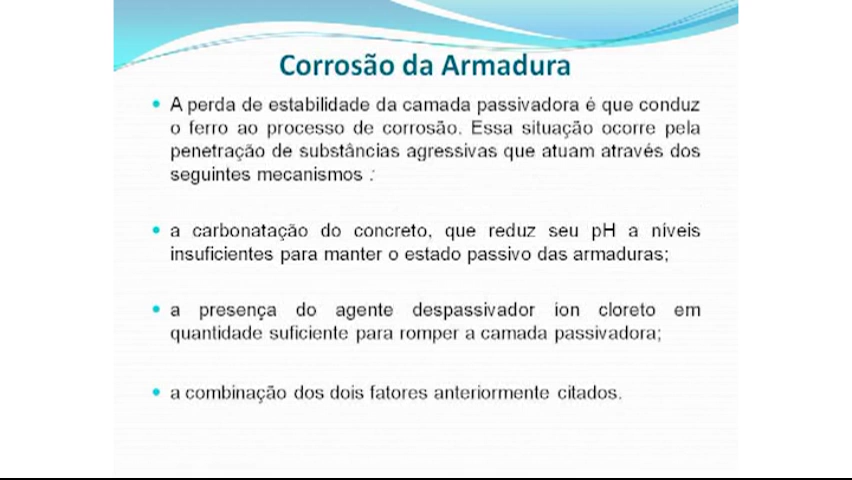 Corrosão da Armadura
• A perda de estabilidade da camada passivadora é que conduz
o ferro ao processo de corrosão. Essa situação ocorre pela
penetração de substâncias agressivas que atuam através dos
seguintes mecanismos :
• a carbonatação do concreto, que reduz seu pH a níveis
insuficientes para manter o estado passivo das armaduras;
• a presença do agente despassivador ion cloreto em
quantidade suficiente para romper a camada passivadora;
• a combinação dos dois fatores anteriormente citados.